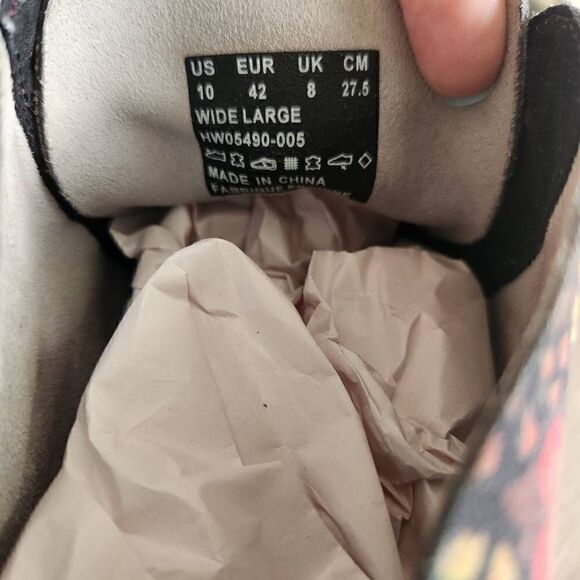 US EUR UK CM
10 42 8 27.5
WIDE LARGE
HW05490-005
MADE IN CHINA